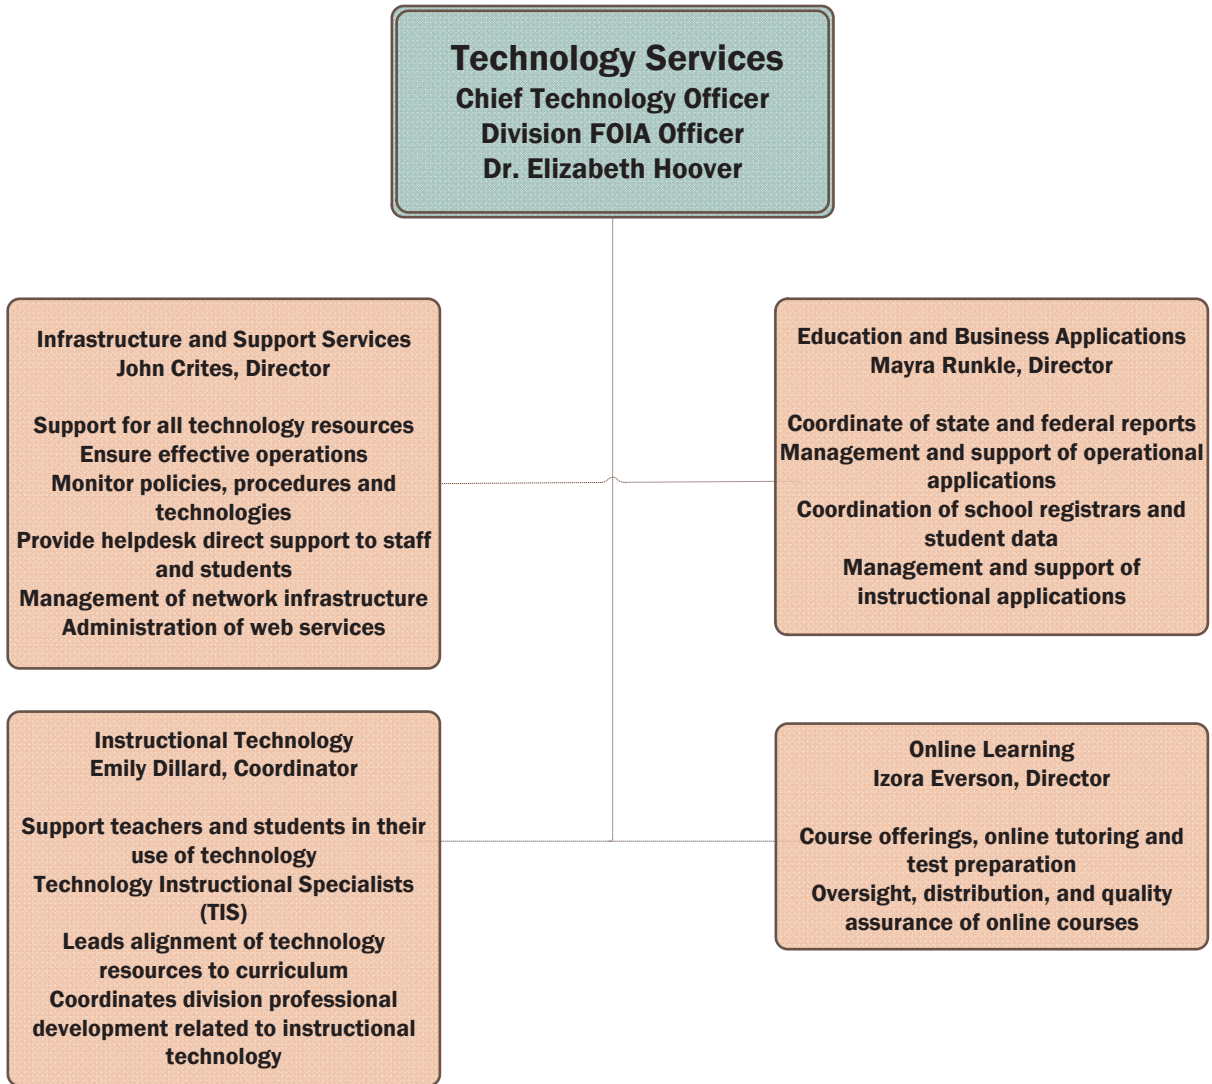 Technology Services
Chief Technology Officer
Division FOIA Officer
Dr. Elizabeth Hoover
Infrastructure and Support Services
John Crites, Director
Support for all technology resources
Ensure effective operations
Monitor policies, procedures and
technologies
Provide helpdesk direct support to staff
and students
Management of network infrastructure
Administration of web services
Education and Business Applications
Mayra Runkle, Director
Coordinate of state and federal reports
Management and support of operational
applications
Coordination of school registrars and
student data
Management and support of
instructional applications
Instructional Technology
Emily Dillard, Coordinator
Support teachers and students in their
use of technology
Technology Instructional Specialists
(TIS)
Leads alignment of technology
resources to curriculum
Coordinates division professional
development related to instructional
technology
Online Learning
Izora Everson, Director
Course offerings, online tutoring and
test preparation
Oversight, distribution, and quality
assurance of online courses